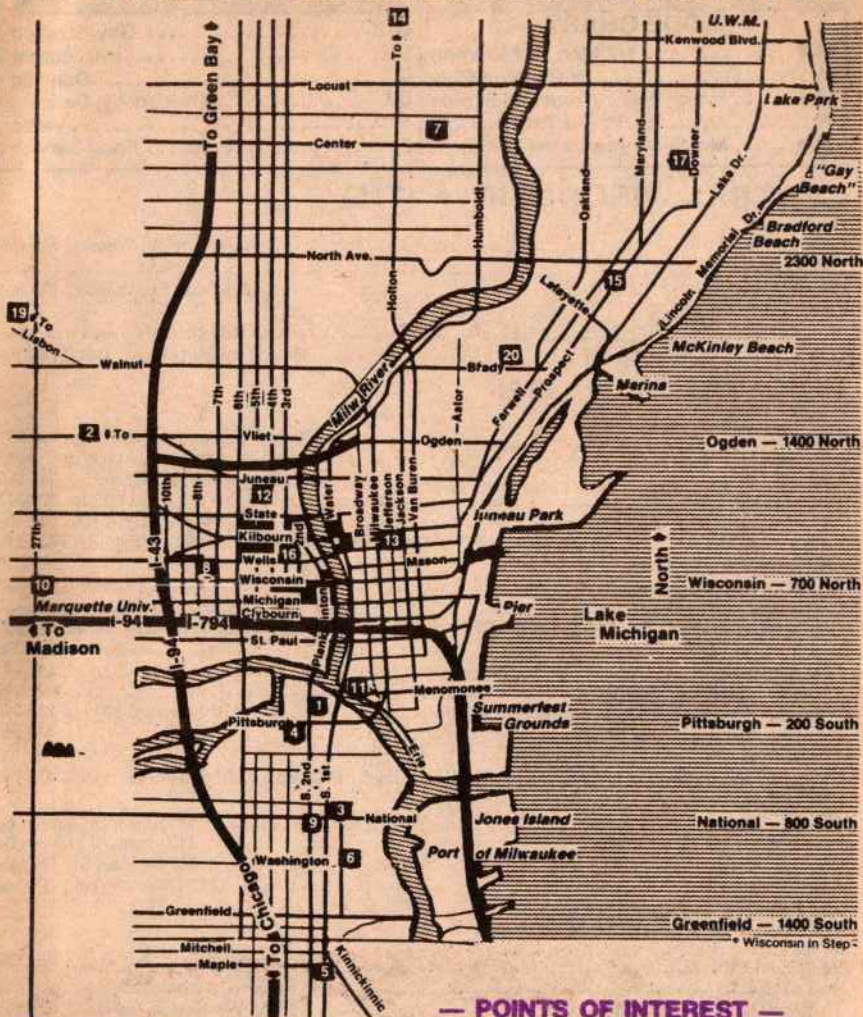 14
To
U.W.M.
Kenwood Blvd.
To Green Bay
Locust
Lake Park
Center
7
Humboldt
Oakland
Maryland
17
Downer
Lake Dr.
"Gay
Beach"
Bradford
Beach
North Ave.
2300 North
Holton
Lafayette
15
Lincoln Memorial Dr.
19
To
Lisbon
Walnut
Milw. River
20
Brady
McKinley Beach
Marina
Farwell
Prospect
Astor
7th
6th
5th
4th
3rd
2
To
Vliet
Ogden
Ogden — 1400 North
Juneau
10th
8th
12
State
Water
Broadway
Milwaukee
Jefferson
Jackson
Van Buren
Juneau Park
Kilbourn
2nd
13
27th
I-43
Wells
16
8
Mason
10
Wisconsin
Wisconsin — 700 North
North
Marquette Univ.
Michigan
Clybourn
Pier
Lake
Michigan
I-94
I-794
To
Madison
St. Paul
Plankinton
I-94
11
Menomonee
1
Summerfest
Grounds
Pittsburgh
4
Pittsburgh — 200 South
Erie
S. 2nd
S. 1st
3
National
9
Jones Island
National — 800 South
Washington
6
Port of Milwaukee
Greenfield
Greenfield — 1400 South
Wisconsin in Step
To Chicago
Mitchell
Maple
5
Kinnickinnic
— POINTS OF INTEREST —